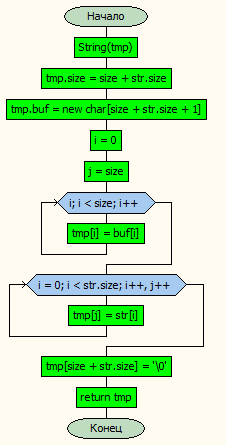 Начало
String(tmp)
tmp.size = size + str.size
tmp.buf = new char[size + str.size + 1]
i = 0
j = size
i; i < size; i++
tmp[i] = buf[i]
i = 0; i < str.size; i++, j++
tmp[j] = str[i]
tmp[size + str.size] = '\0'
return tmp
Конец